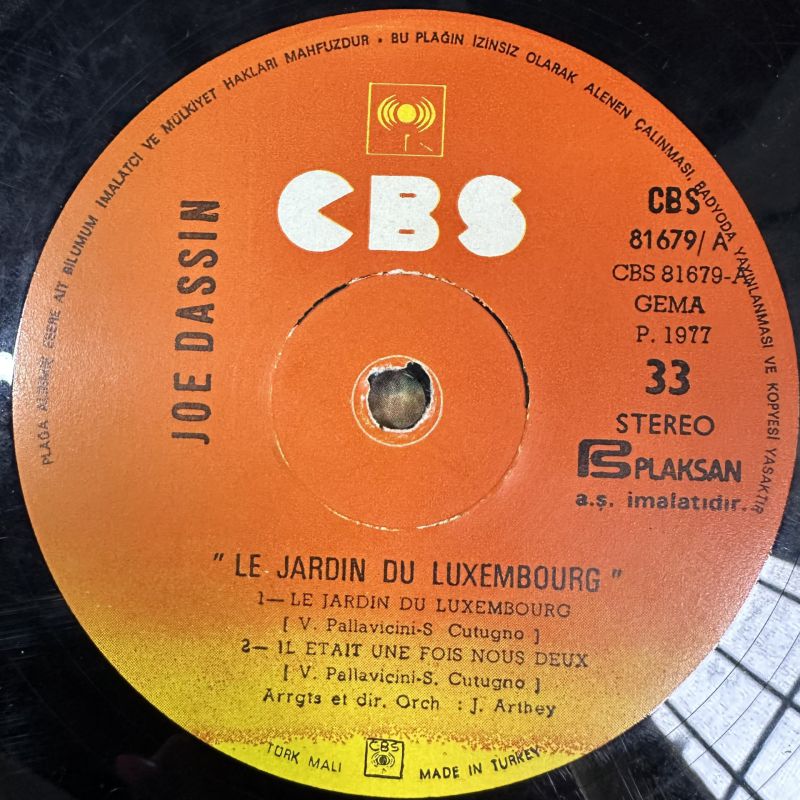 PLAĞA ALINAN ESERE AİT BİLUMUM İMALATCI VE MÜLKİYET HAKLARI MAHFUZDUR • BU PLAĞIN İZİNSİZ OLARAK ALENEN ÇALINMASI, RADYODA YAYINLANMASI VE KOPYESİ YASAKTIR
CBS
JOE DASSIN
CBS
81679/A
CBS 81679-A
GEMA
P. 1977
33
STEREO
PLAKSAN
a.ş. imalatıdır.
" LE JARDIN DU LUXEMBOURG "
1— LE JARDIN DU LUXEMBOURG
[ V. Pallavicini-S Cutugno ]
2— IL ETAIT UNE FOIS NOUS DEUX
[ V. Pallavicini-S. Cutugno ]
Arrgts et dir. Orch : J. Arthey
TÜRK MALI
CBS
MADE IN TURKEY